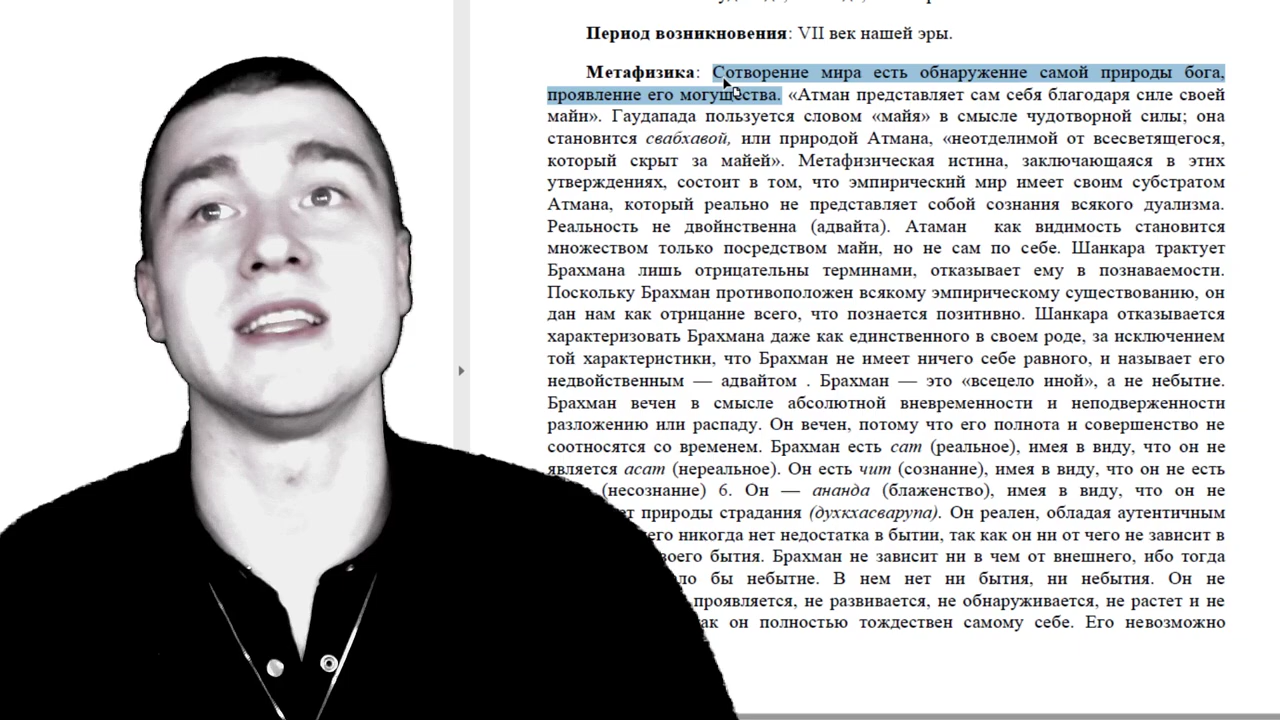 Период возникновения: VII век нашей эры.
Метафизика: Сотворение мира есть обнаружение самой природы бога,
проявление его могущества. «Атман представляет сам себя благодаря силе своей
майи». Гаудапада пользуется словом «майя» в смысле чудотворной силы; она
становится свабхавой, или природой Атмана, «неотделимой от всесветящегося,
который скрыт за майей». Метафизическая истина, заключающаяся в этих
утверждениях, состоит в том, что эмпирический мир имеет своим субстратом
Атмана, который реально не представляет собой сознания всякого дуализма.
Реальность не двойнственна (адвайта). Атаман как видимость становится
множеством только посредством майи, но не сам по себе. Шанкара трактует
Брахмана лишь отрицательны терминами, отказывает ему в познаваемости.
Поскольку Брахман противоположен всякому эмпирическому существованию, он
дан нам как отрицание всего, что познается позитивно. Шанкара отказывается
характеризовать Брахмана даже как единственного в своем роде, за исключением
той характеристики, что Брахман не имеет ничего себе равного, и называет его
недвойственным — адвайтом . Брахман — это «всецело иной», а не небытие.
Брахман вечен в смысле абсолютной вневременности и неподверженности
разложению или распаду. Он вечен, потому что его полнота и совершенство не
соотносятся со временем. Брахман есть сат (реальное), имея в виду, что он не
является асат (нереальное). Он есть чит (сознание), имея в виду, что он не есть
(несознание) 6. Он — ананда (блаженство), имея в виду, что он не
ет природы страдания (духкхасварупа). Он реален, обладая аутентичным
его никогда нет недостатка в бытии, так как он ни от чего не зависит в
воего бытия. Брахман не зависит ни в чем от внешнего, ибо тогда
ло бы небытие. В нем нет ни бытия, ни небытия. Он не
проявляется, не развивается, не обнаруживается, не растет и не
ак он полностью тождествен самому себе. Его невозможно